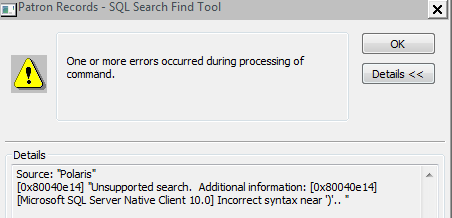 Patron Records - SQL Search Find Tool
One or more errors occurred during processing of
command.
OK
Details <<
Details
Source: "Polaris"
[0x80040e14] "Unsupported search.  Additional information: [0x80040e14]
[Microsoft SQL Server Native Client 10.0] Incorrect syntax near ')'.. "